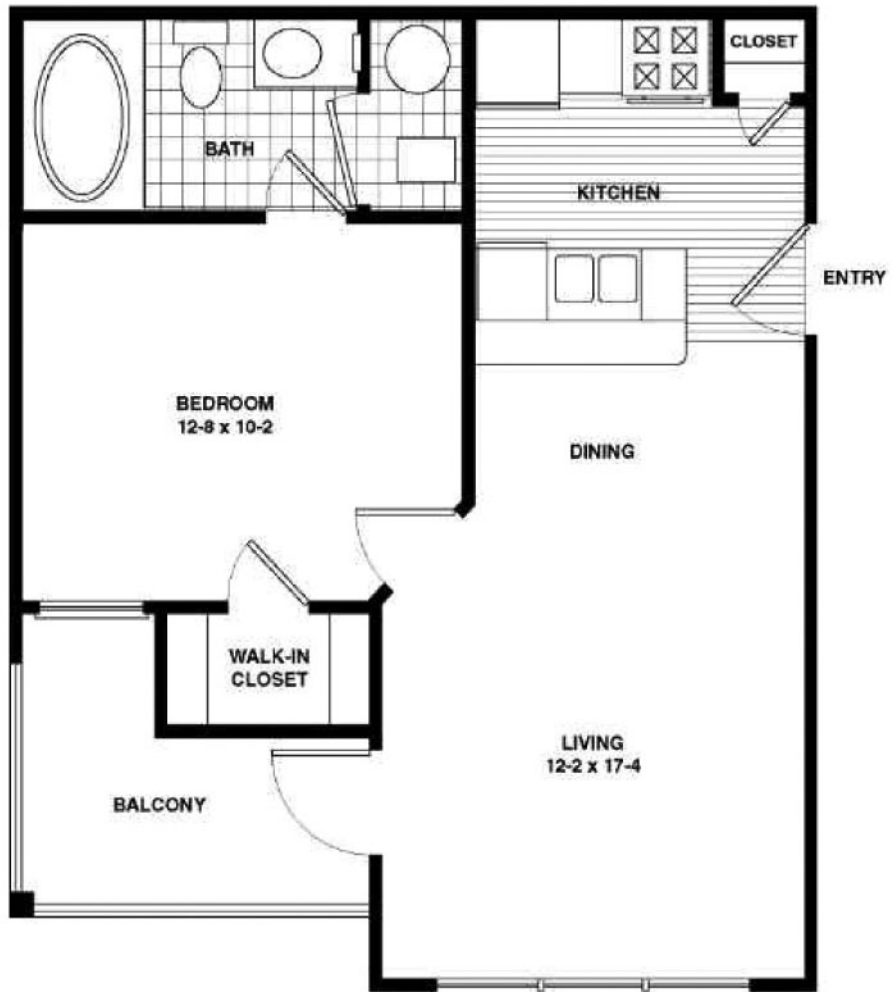 CLOSET
BATH
KITCHEN
ENTRY
BEDROOM
12-8 x 10-2
DINING
WALK-IN
CLOSET
LIVING
12-2 x 17-4
BALCONY